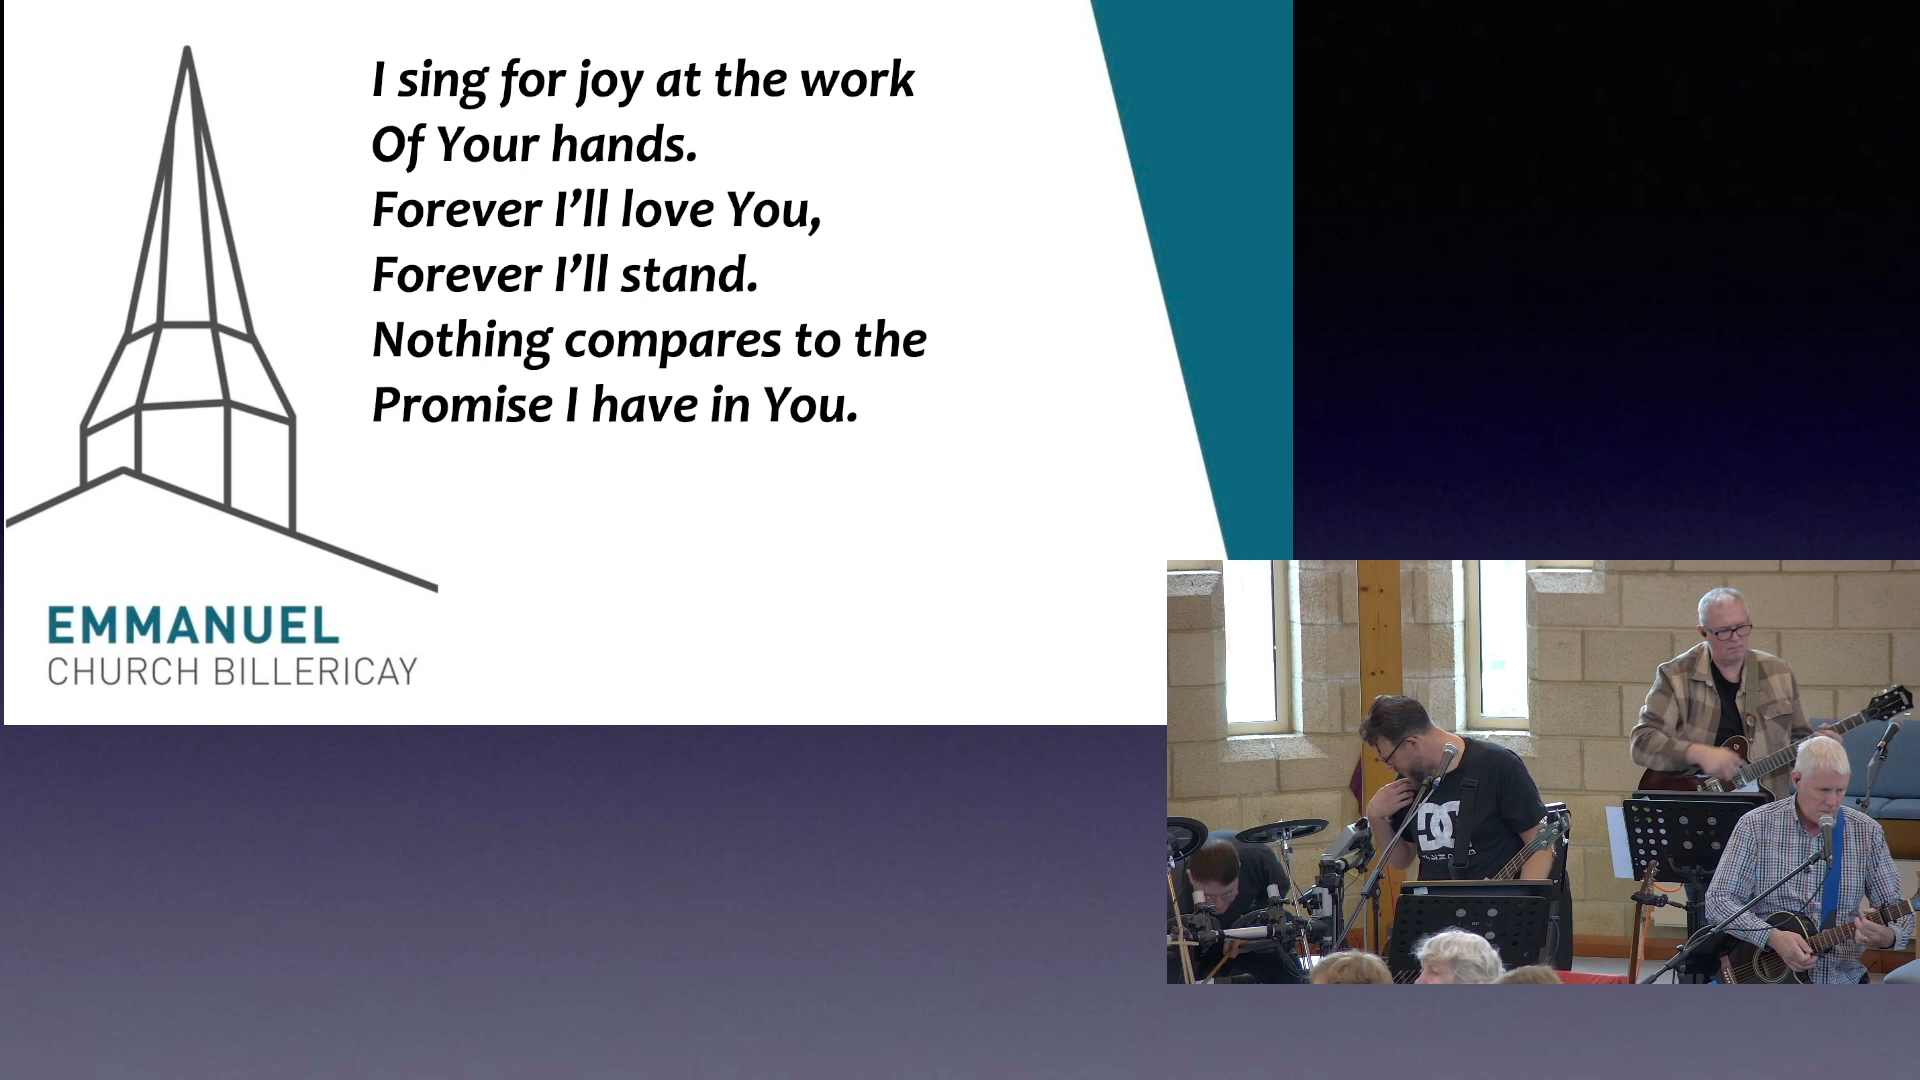 I sing for joy at the work
Of Your hands.
Forever I’ll love You,
Forever I’ll stand.
Nothing compares to the
Promise I have in You.
EMMANUEL
CHURCH BILLERICAY
DC